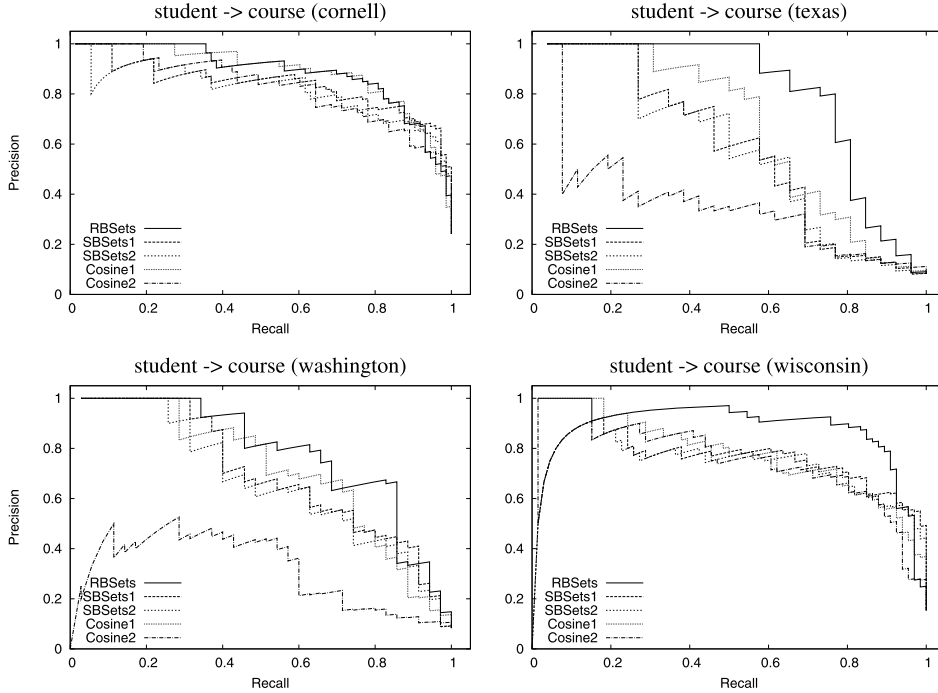 student -> course (cornell)
1
0.8
0.6
0.4
0.2
0
Precision
RBSets
SBSets1
SBSets2
Cosine1
Cosine2
0 0.2 0.4 0.6 0.8 1
Recall
student -> course (texas)
1
0.8
0.6
0.4
0.2
0
RBSets
SBSets1
SBSets2
Cosine1
Cosine2
0 0.2 0.4 0.6 0.8 1
Recall
student -> course (washington)
1
0.8
0.6
0.4
0.2
0
Precision
RBSets
SBSets1
SBSets2
Cosine1
Cosine2
0 0.2 0.4 0.6 0.8 1
Recall
student -> course (wisconsin)
1
0.8
0.6
0.4
0.2
0
RBSets
SBSets1
SBSets2
Cosine1
Cosine2
0 0.2 0.4 0.6 0.8 1
Recall